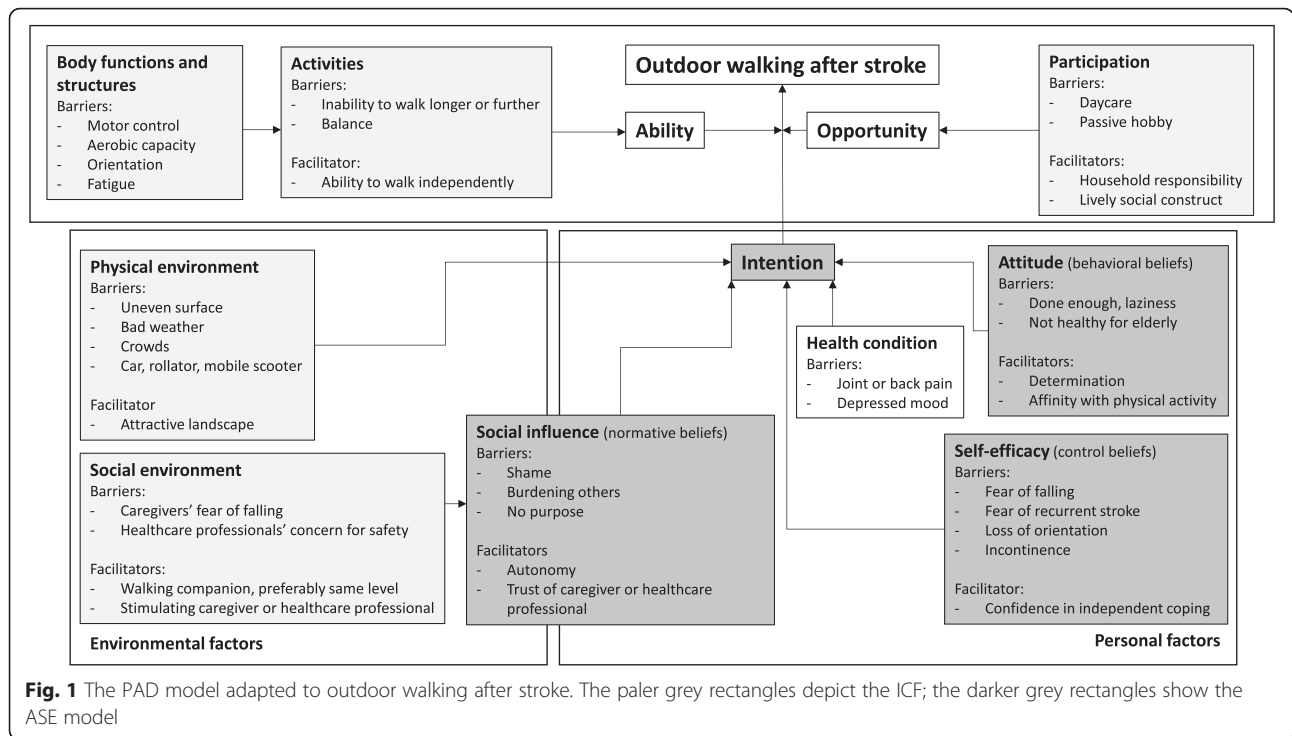 Body functions and
structures
Barriers:
- Motor control
- Aerobic capacity
- Orientation
- Fatigue
Activities
Barriers:
- Inability to walk longer or further
- Balance
Facilitator:
- Ability to walk independently
Outdoor walking after stroke
Ability
Opportunity
Participation
Barriers:
- Daycare
- Passive hobby
Facilitators:
- Household responsibility
- Lively social construct
Physical environment
Barriers:
- Uneven surface
- Bad weather
- Crowds
- Car, rollator, mobile scooter
Facilitator
- Attractive landscape
Social environment
Barriers:
- Caregivers’ fear of falling
- Healthcare professionals’ concern for safety
Facilitators:
- Walking companion, preferably same level
- Stimulating caregiver or healthcare professional
Environmental factors
Social influence (normative beliefs)
Barriers:
- Shame
- Burdening others
- No purpose
Facilitators
- Autonomy
- Trust of caregiver or healthcare
professional
Intention
Health condition
Barriers:
- Joint or back pain
- Depressed mood
Attitude (behavioral beliefs)
Barriers:
- Done enough, laziness
- Not healthy for elderly
Facilitators:
- Determination
- Affinity with physical activity
Self-efficacy (control beliefs)
Barriers:
- Fear of falling
- Fear of recurrent stroke
- Loss of orientation
- Incontinence
Facilitator:
- Confidence in independent coping
Personal factors
Fig. 1 The PAD model adapted to outdoor walking after stroke. The paler grey rectangles depict the ICF; the darker grey rectangles show the
ASE model